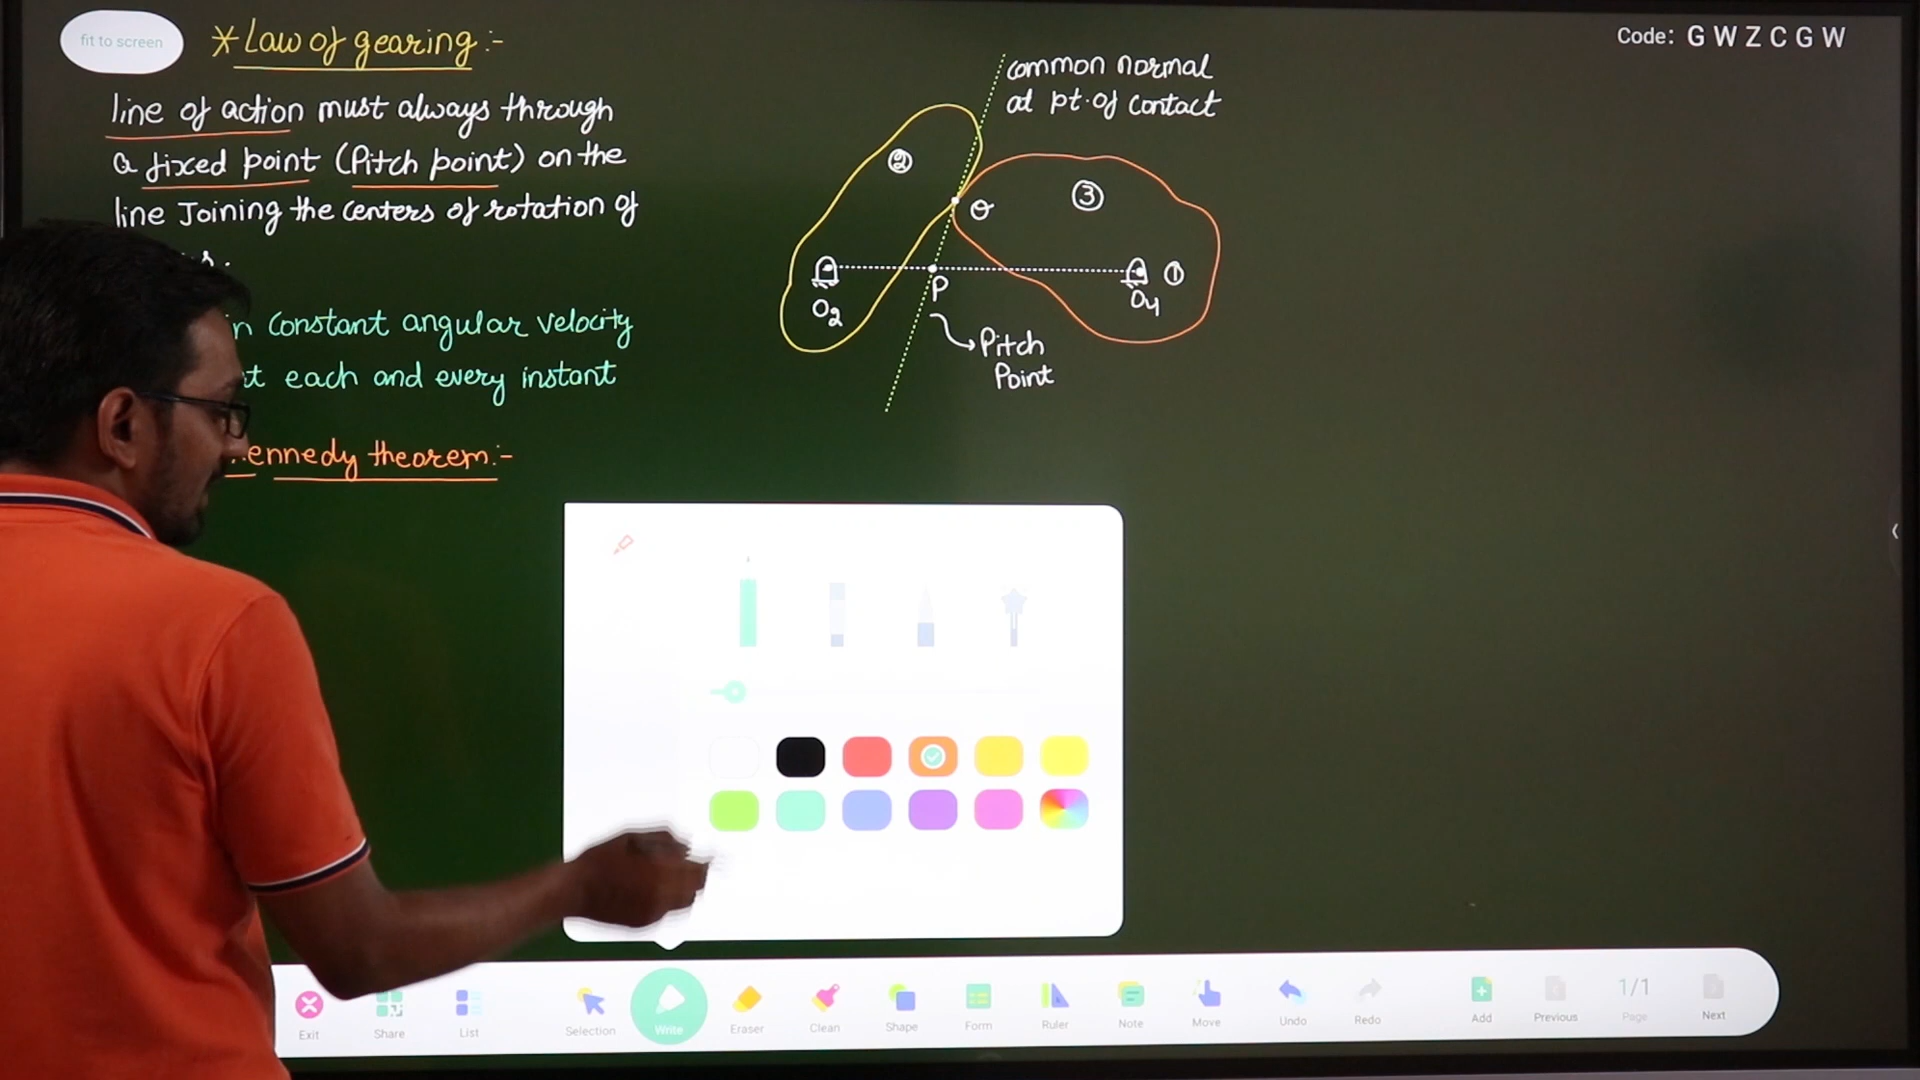 fit to screen
* Law of gearing :-
Code: G W Z C G W
line of action must always through
a fixed point (Pitch point) on the
line Joining the centers of rotation of
constant angular velocity
each and every instant
ennedy theorem:-
common normal
at pt. of contact
2
3
O
O2
P
O4
1
Pitch
Point
Exit
Share
List
Selection
Write
Eraser
Clean
Shape
Form
Ruler
Note
Move
Undo
Redo
Add
Previous
1/1
Page
Next